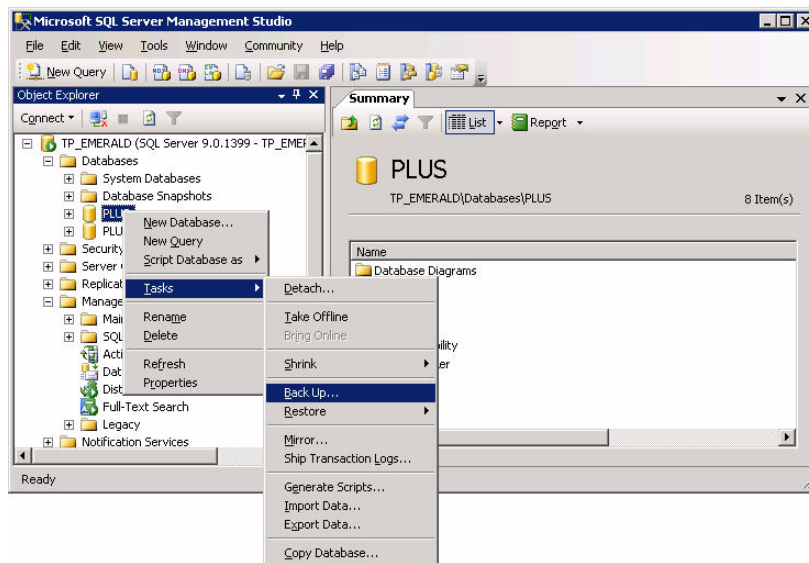 Microsoft SQL Server Management Studio
File Edit View Tools Window Community Help
New Query
Object Explorer
Connect
TP_EMERALD (SQL Server 9.0.1399 - TP_EMER
Databases
System Databases
Database Snapshots
PLUS
PLU
Security
Server
Replicat
Manage
Mai
SQL
Acti
Dat
Dist
Full-Text Search
Legacy
Notification Services
Ready
New Database...
New Query
Script Database as
Tasks
Rename
Delete
Refresh
Properties
Detach...
Take Offline
Bring Online
Shrink
Back Up...
Restore
Mirror...
Ship Transaction Logs...
Generate Scripts...
Import Data...
Export Data...
Copy Database...
Summary
List Report
PLUS
TP_EMERALD\Databases\PLUS
8 Item(s)
Name
Database Diagrams
ility
er